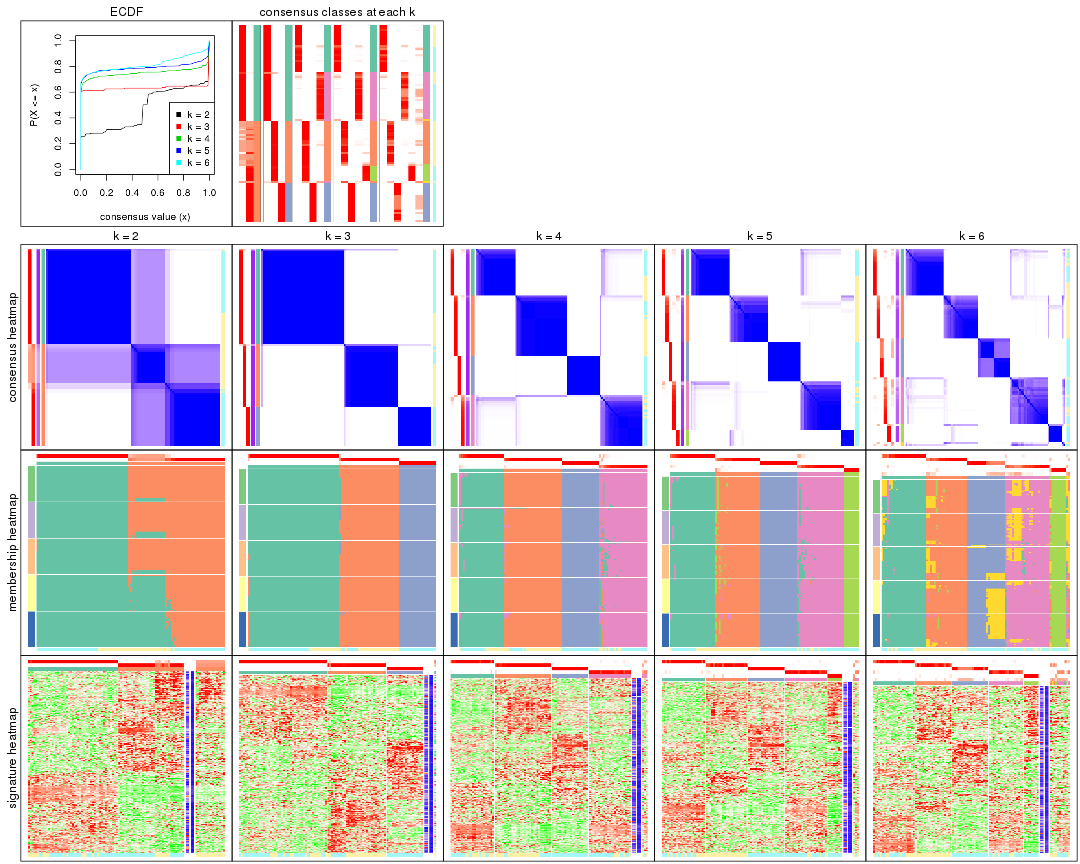 ECDF
consensus classes at each k
P(X <= x)
0.0 0.2 0.4 0.6 0.8 1.0
k = 2
k = 3
k = 4
k = 5
k = 6
0.0 0.2 0.4 0.6 0.8 1.0
consensus value (x)
k = 2
k = 3
k = 4
k = 5
k = 6
consensus heatmap
membership heatmap
signature heatmap